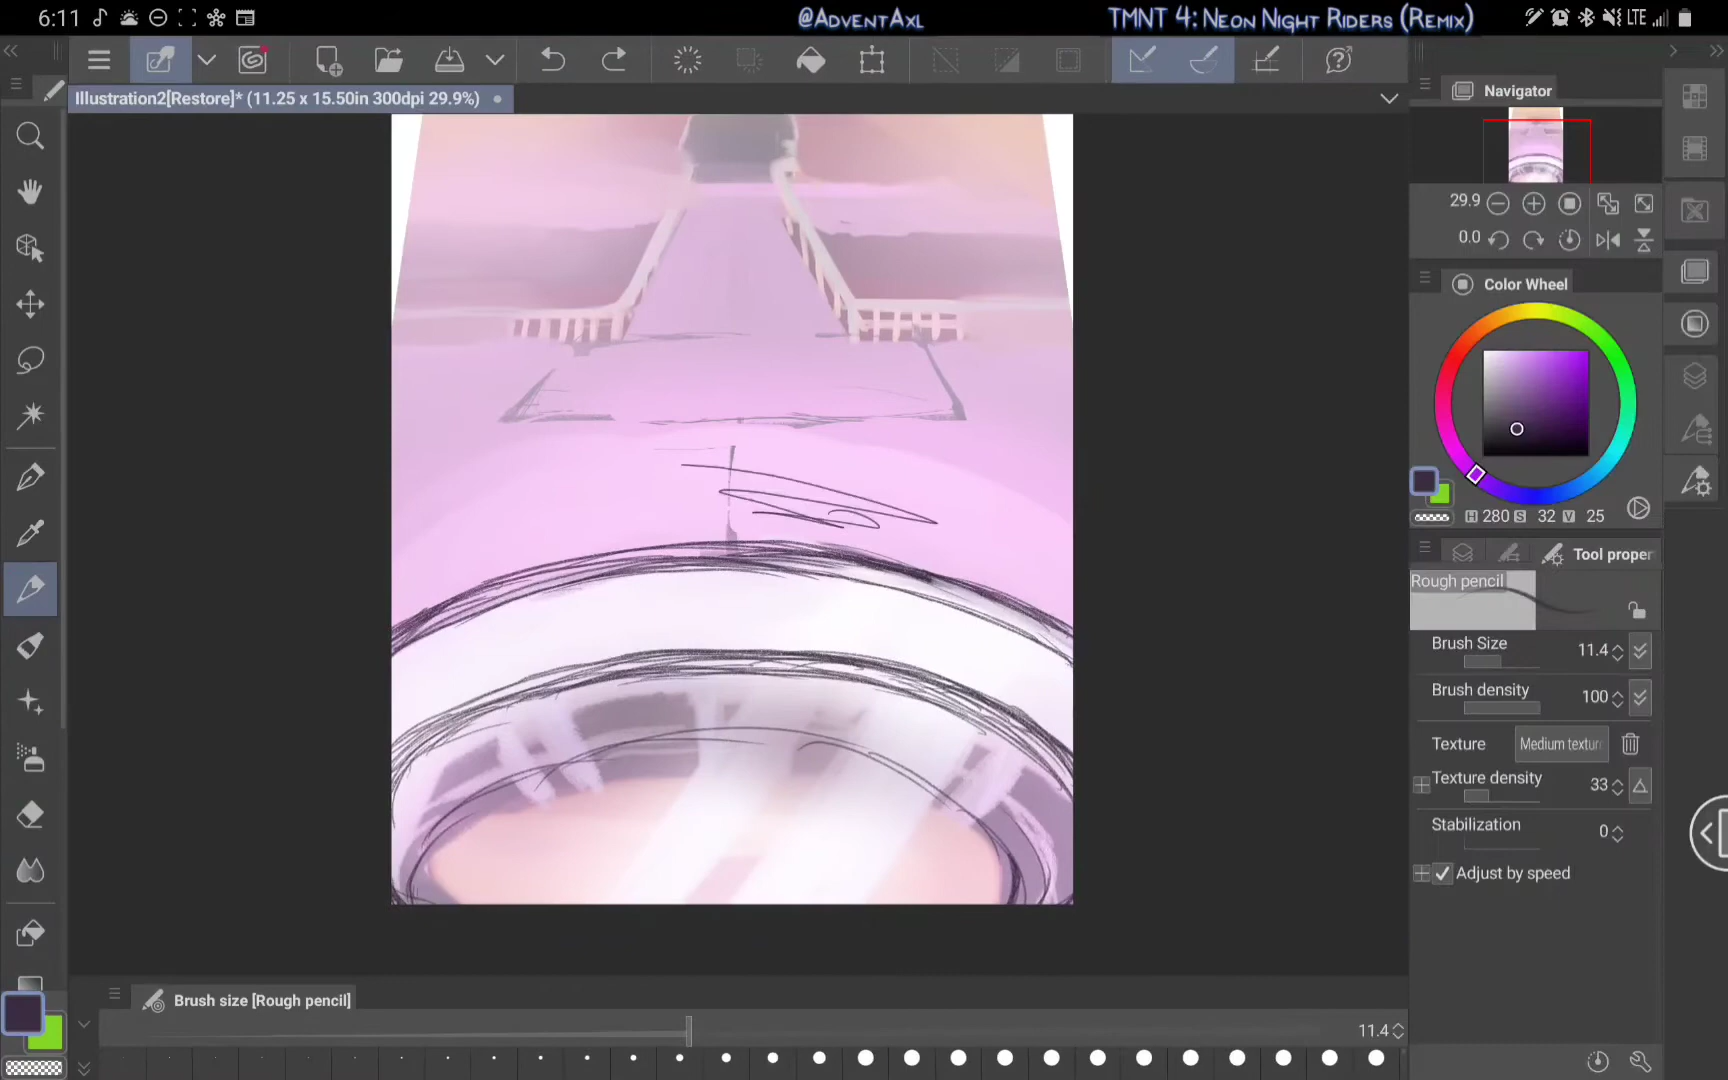 6:11
@AdventAxl
TMNT 4: Neon Night Riders (Remix)
LTE
Illustration2[Restore]* (11.25 x 15.50in 300dpi 29.9%)
Navigator
29.9
0.0
Color Wheel
H 280 S 32 V 25
Tool proper
Rough pencil
Brush Size 11.4
Brush density 100
Texture Medium textur
Texture density 33
Stabilization 0
Adjust by speed
Brush size [Rough pencil]
11.4